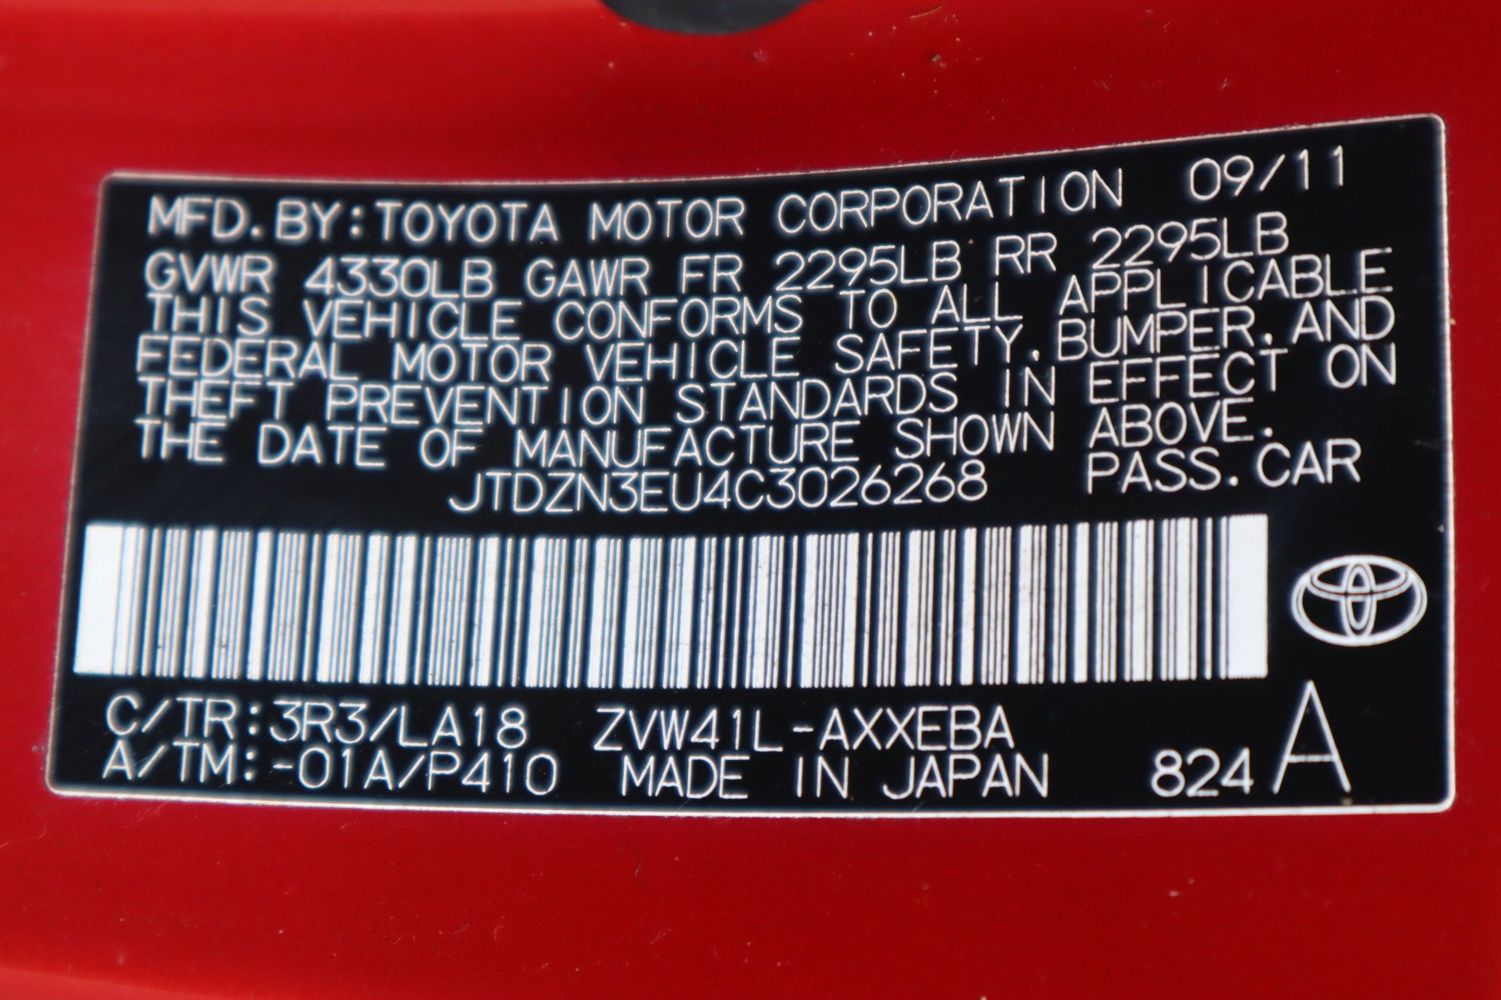 MFD. BY: TOYOTA MOTOR CORPORATION 09/11
GVWR 4330LB GAWR FR 2295LB RR 2295LB
THIS VEHICLE CONFORMS TO ALL APPLICABLE
FEDERAL MOTOR VEHICLE SAFETY, BUMPER, AND
THEFT PREVENTION STANDARDS IN EFFECT ON
THE DATE OF MANUFACTURE SHOWN ABOVE.
JTDZN3EU4C3026268 PASS. CAR
C/TR: 3R3/LA18 ZVW41L-AXXEBA
A/TM: -01A/P410 MADE IN JAPAN 824 A